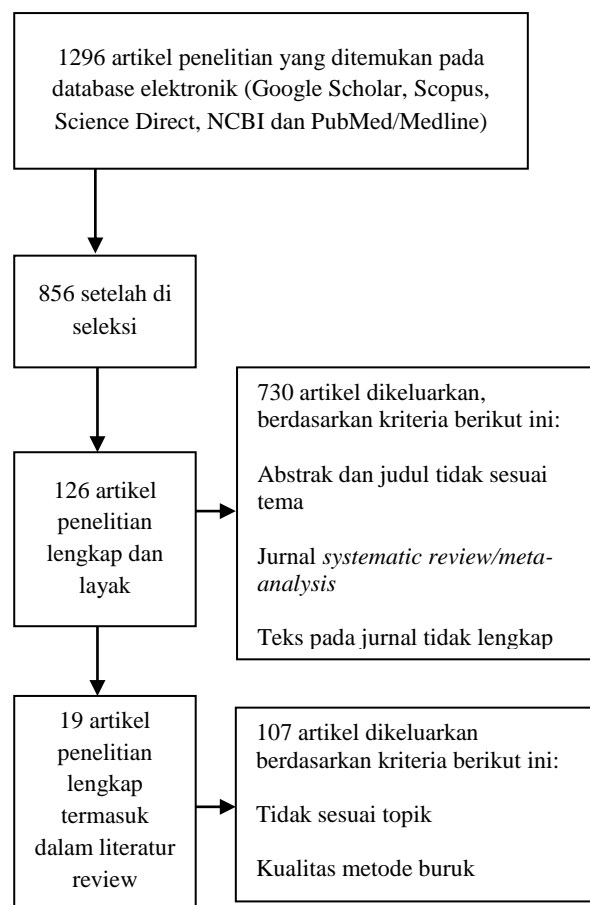 1296 artikel penelitian yang ditemukan pada
database elektronik (Google Scholar, Scopus,
Science Direct, NCBI dan PubMed/Medline)
856 setelah di
seleksi
730 artikel dikeluarkan,
berdasarkan kriteria berikut ini:
Abstrak dan judul tidak sesuai
tema
Jurnal systematic review/meta-
analysis
Teks pada jurnal tidak lengkap
126 artikel
penelitian
lengkap dan
layak
19 artikel
penelitian
lengkap
termasuk
dalam literatur
review
107 artikel dikeluarkan
berdasarkan kriteria berikut ini:
Tidak sesuai topik
Kualitas metode buruk